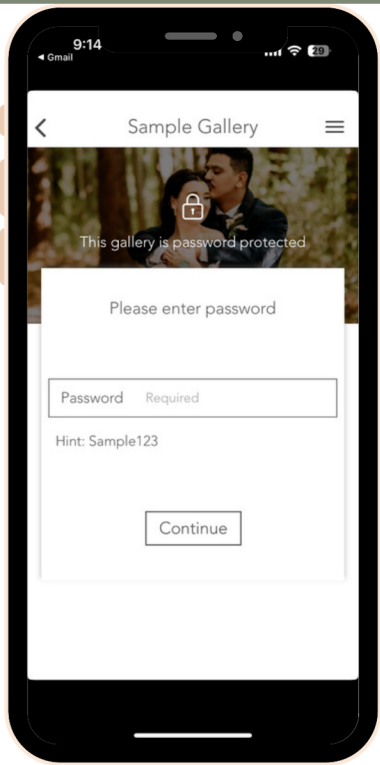 9:14
◀ Gmail
29
Sample Gallery
This gallery is password protected
Please enter password
Password Required
Hint: Sample123
Continue